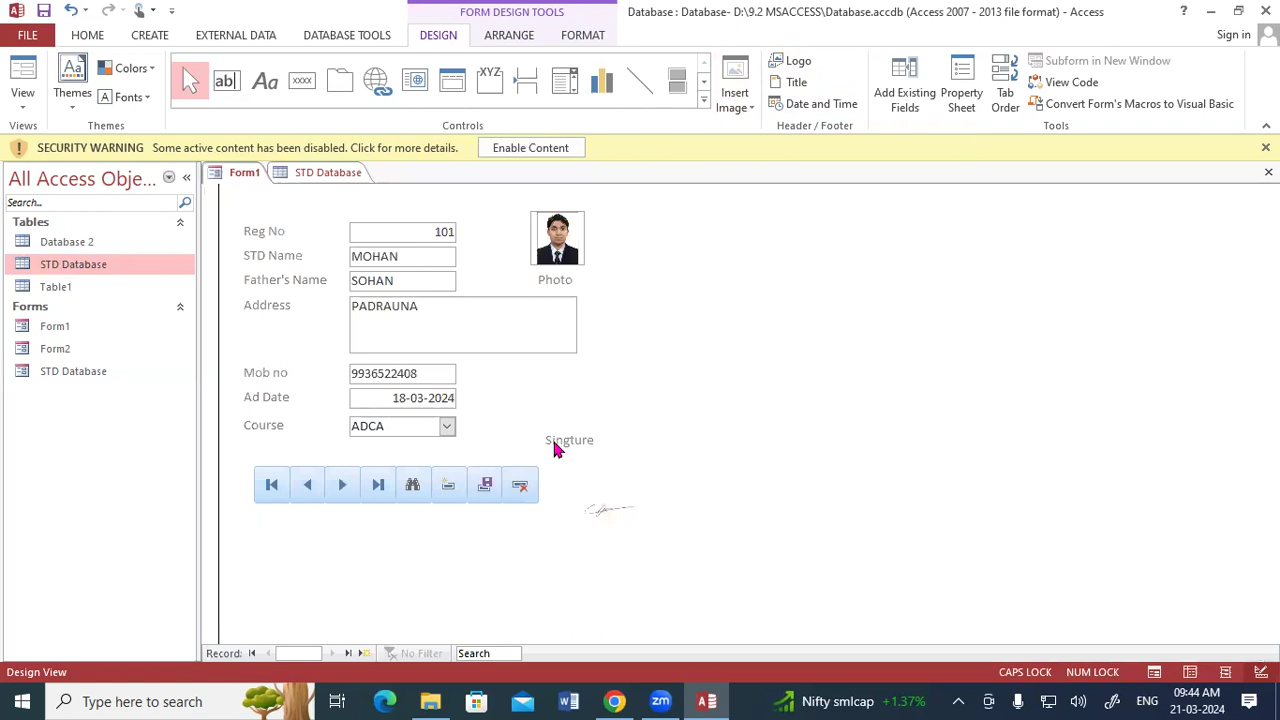 FORM DESIGN TOOLS
Database : Database- D:\9.2 MSACCESS\Database.accdb (Access 2007 - 2013 file format) - Access
FILE HOME CREATE EXTERNAL DATA DATABASE TOOLS DESIGN ARRANGE FORMAT Sign in
View
Themes
Colors
Fonts
ab|
Aa
xxxx
XYZ
Insert
Image
Logo
Title
Date and Time
Add Existing
Fields
Property
Sheet
Tab
Order
Subform in New Window
View Code
Convert Form's Macros to Visual Basic
Views Themes Controls Header / Footer Tools
SECURITY WARNING Some active content has been disabled. Click for more details. Enable Content
All Access Obje...
Search...
Tables
Database 2
STD Database
Table1
Forms
Form1
Form2
STD Database
Form1 STD Database
Reg No 101
STD Name MOHAN
Father's Name SOHAN
Photo
Address PADRAUNA
Mob no 9936522408
Ad Date 18-03-2024
Course ADCA
Singture
Record: No Filter Search
Design View CAPS LOCK NUM LOCK
Type here to search
Nifty smlcap +1.37%
ENG
09:44 AM
21-03-2024